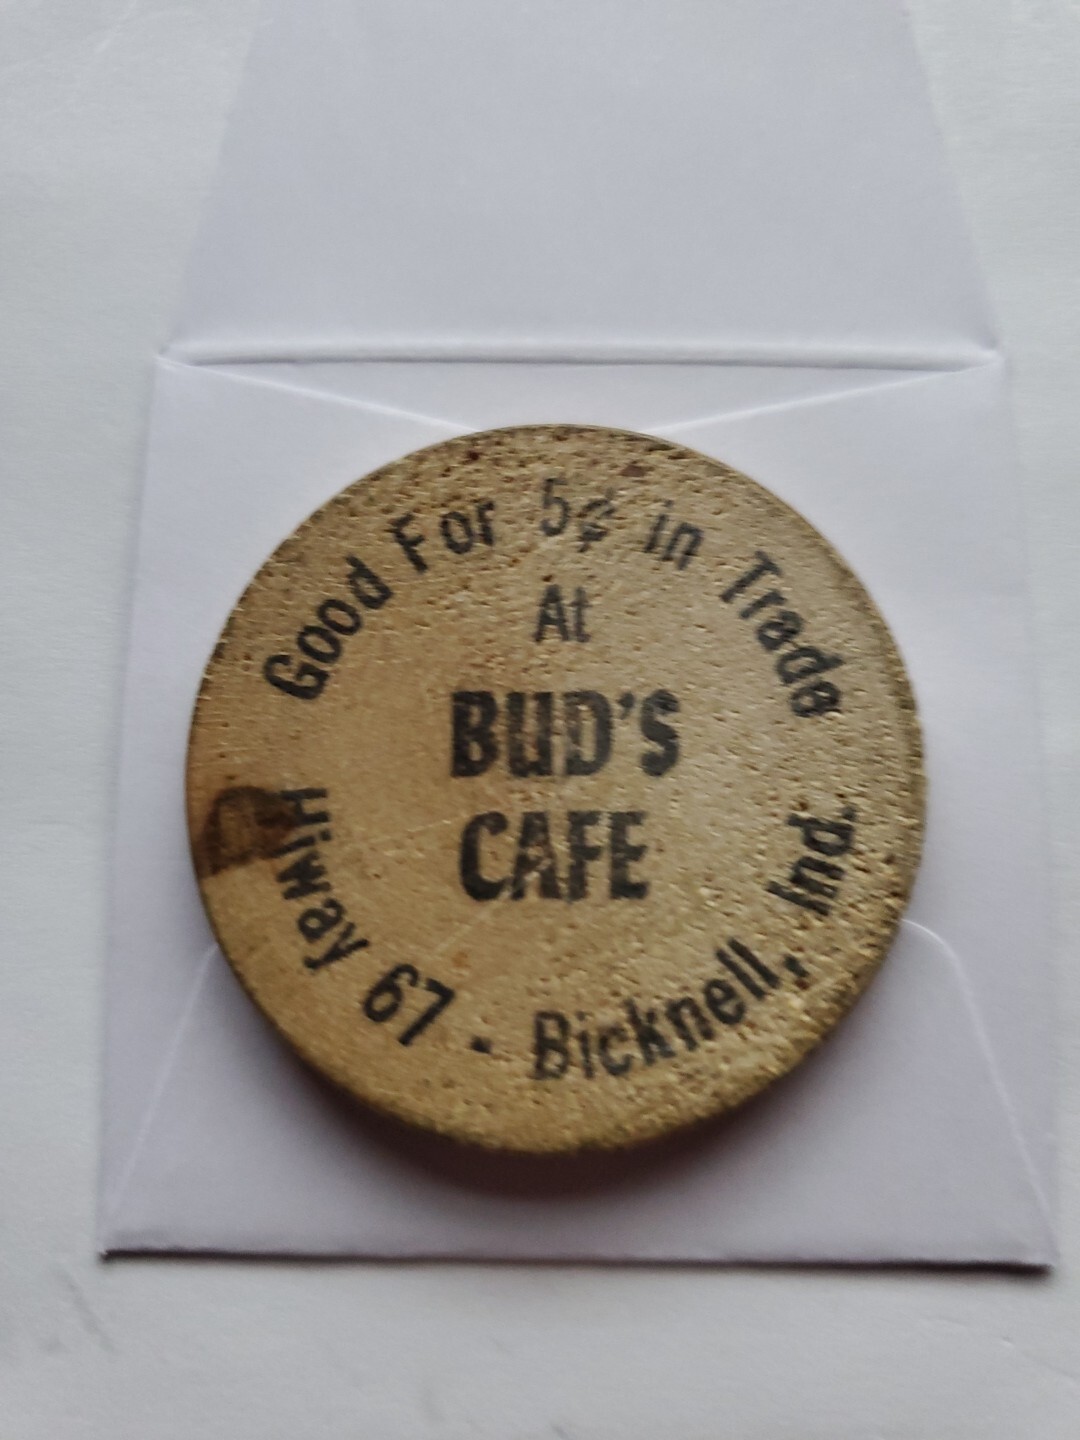 Good For 5¢ in Trade
At
BUD'S
CAFE
HiWay 67 - Bicknell, Ind.